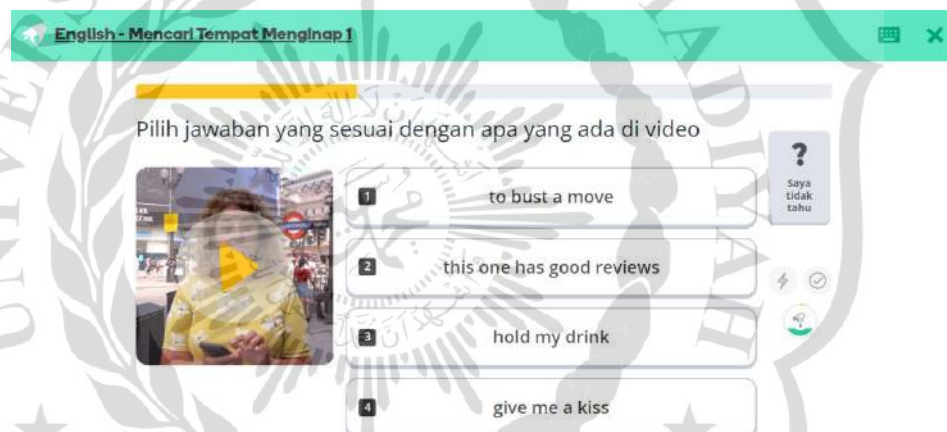 English - Mencari Tempat Menginap 1
Pilih jawaban yang sesuai dengan apa yang ada di video
?
Saya
tidak
tahu
1 to bust a move
2 this one has good reviews
3 hold my drink
4 give me a kiss